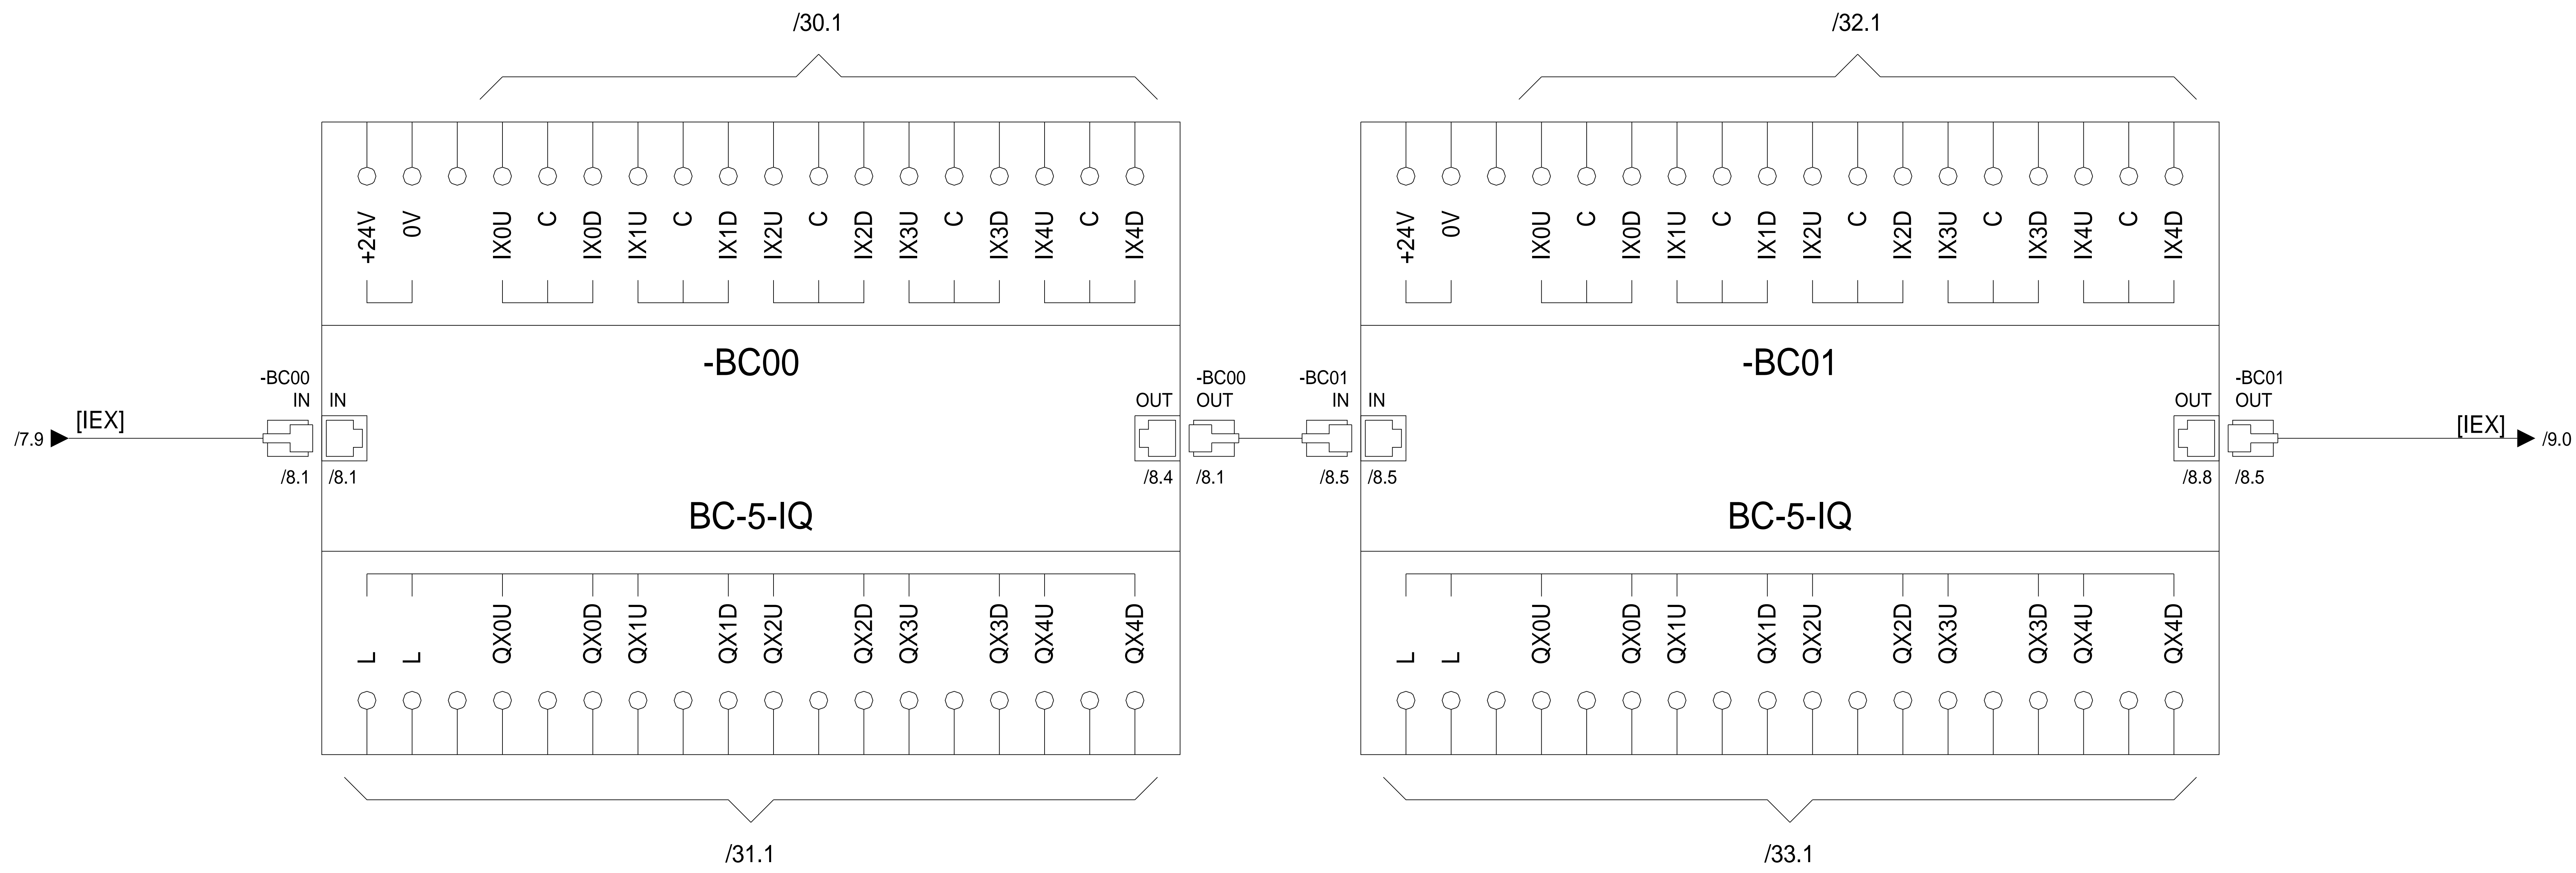 /30.1
/32.1
+24V 0V IX0U C IX0D IX1U C IX1D IX2U C IX2D IX3U C IX3D IX4U C IX4D
+24V 0V IX0U C IX0D IX1U C IX1D IX2U C IX2D IX3U C IX3D IX4U C IX4D
-BC00
-BC01
-BC00
IN
IN
OUT
-BC00
OUT
-BC01
IN
IN
OUT
-BC01
OUT
/7.9
[IEX]
[IEX]
/9.0
/8.1
/8.1
/8.4
/8.1
/8.5
/8.5
/8.8
/8.5
BC-5-IQ
BC-5-IQ
L L QX0U QX0D QX1U QX1D QX2U QX2D QX3U QX3D QX4U QX4D
L L QX0U QX0D QX1U QX1D QX2U QX2D QX3U QX3D QX4U QX4D
/31.1
/33.1